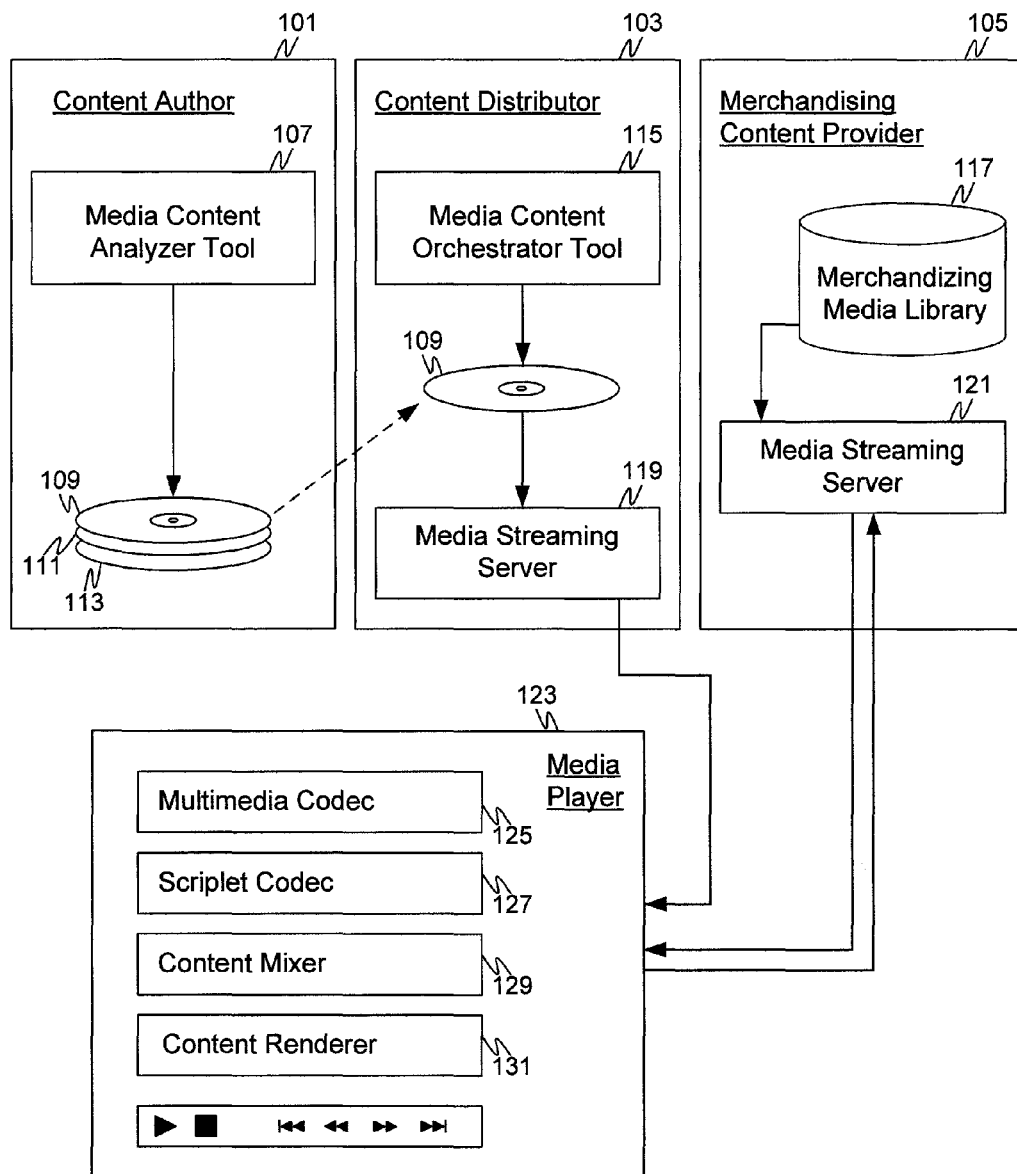 101
103
105
Content Author
Content Distributor
Merchandising
Content Provider
107
115
117
Media Content
Analyzer Tool
Media Content
Orchestrator Tool
Merchandizing
Media Library
109
121
Media Streaming
Server
109
111
113
119
Media Streaming
Server
123
Media
Player
Multimedia Codec
125
Scriplet Codec
127
Content Mixer
129
Content Renderer
131